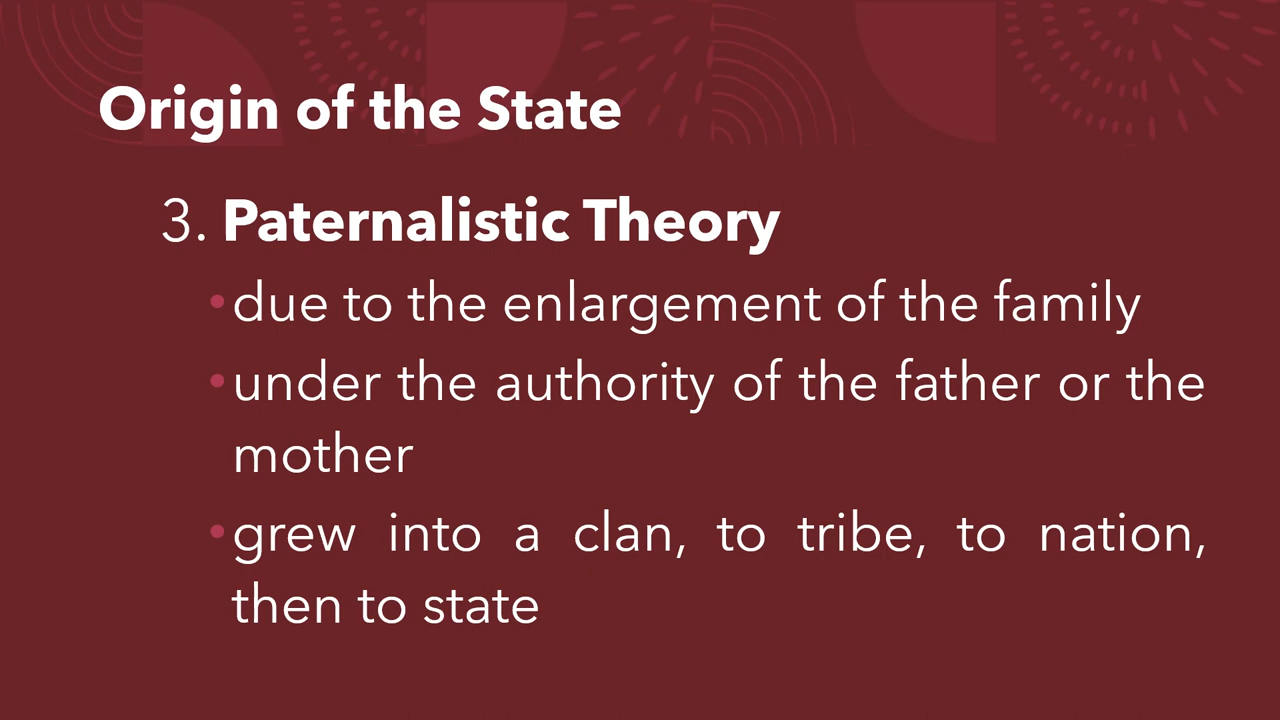 Origin of the State
3. Paternalistic Theory
•due to the enlargement of the family
•under the authority of the father or the
mother
•grew into a clan, to tribe, to nation,
then to state